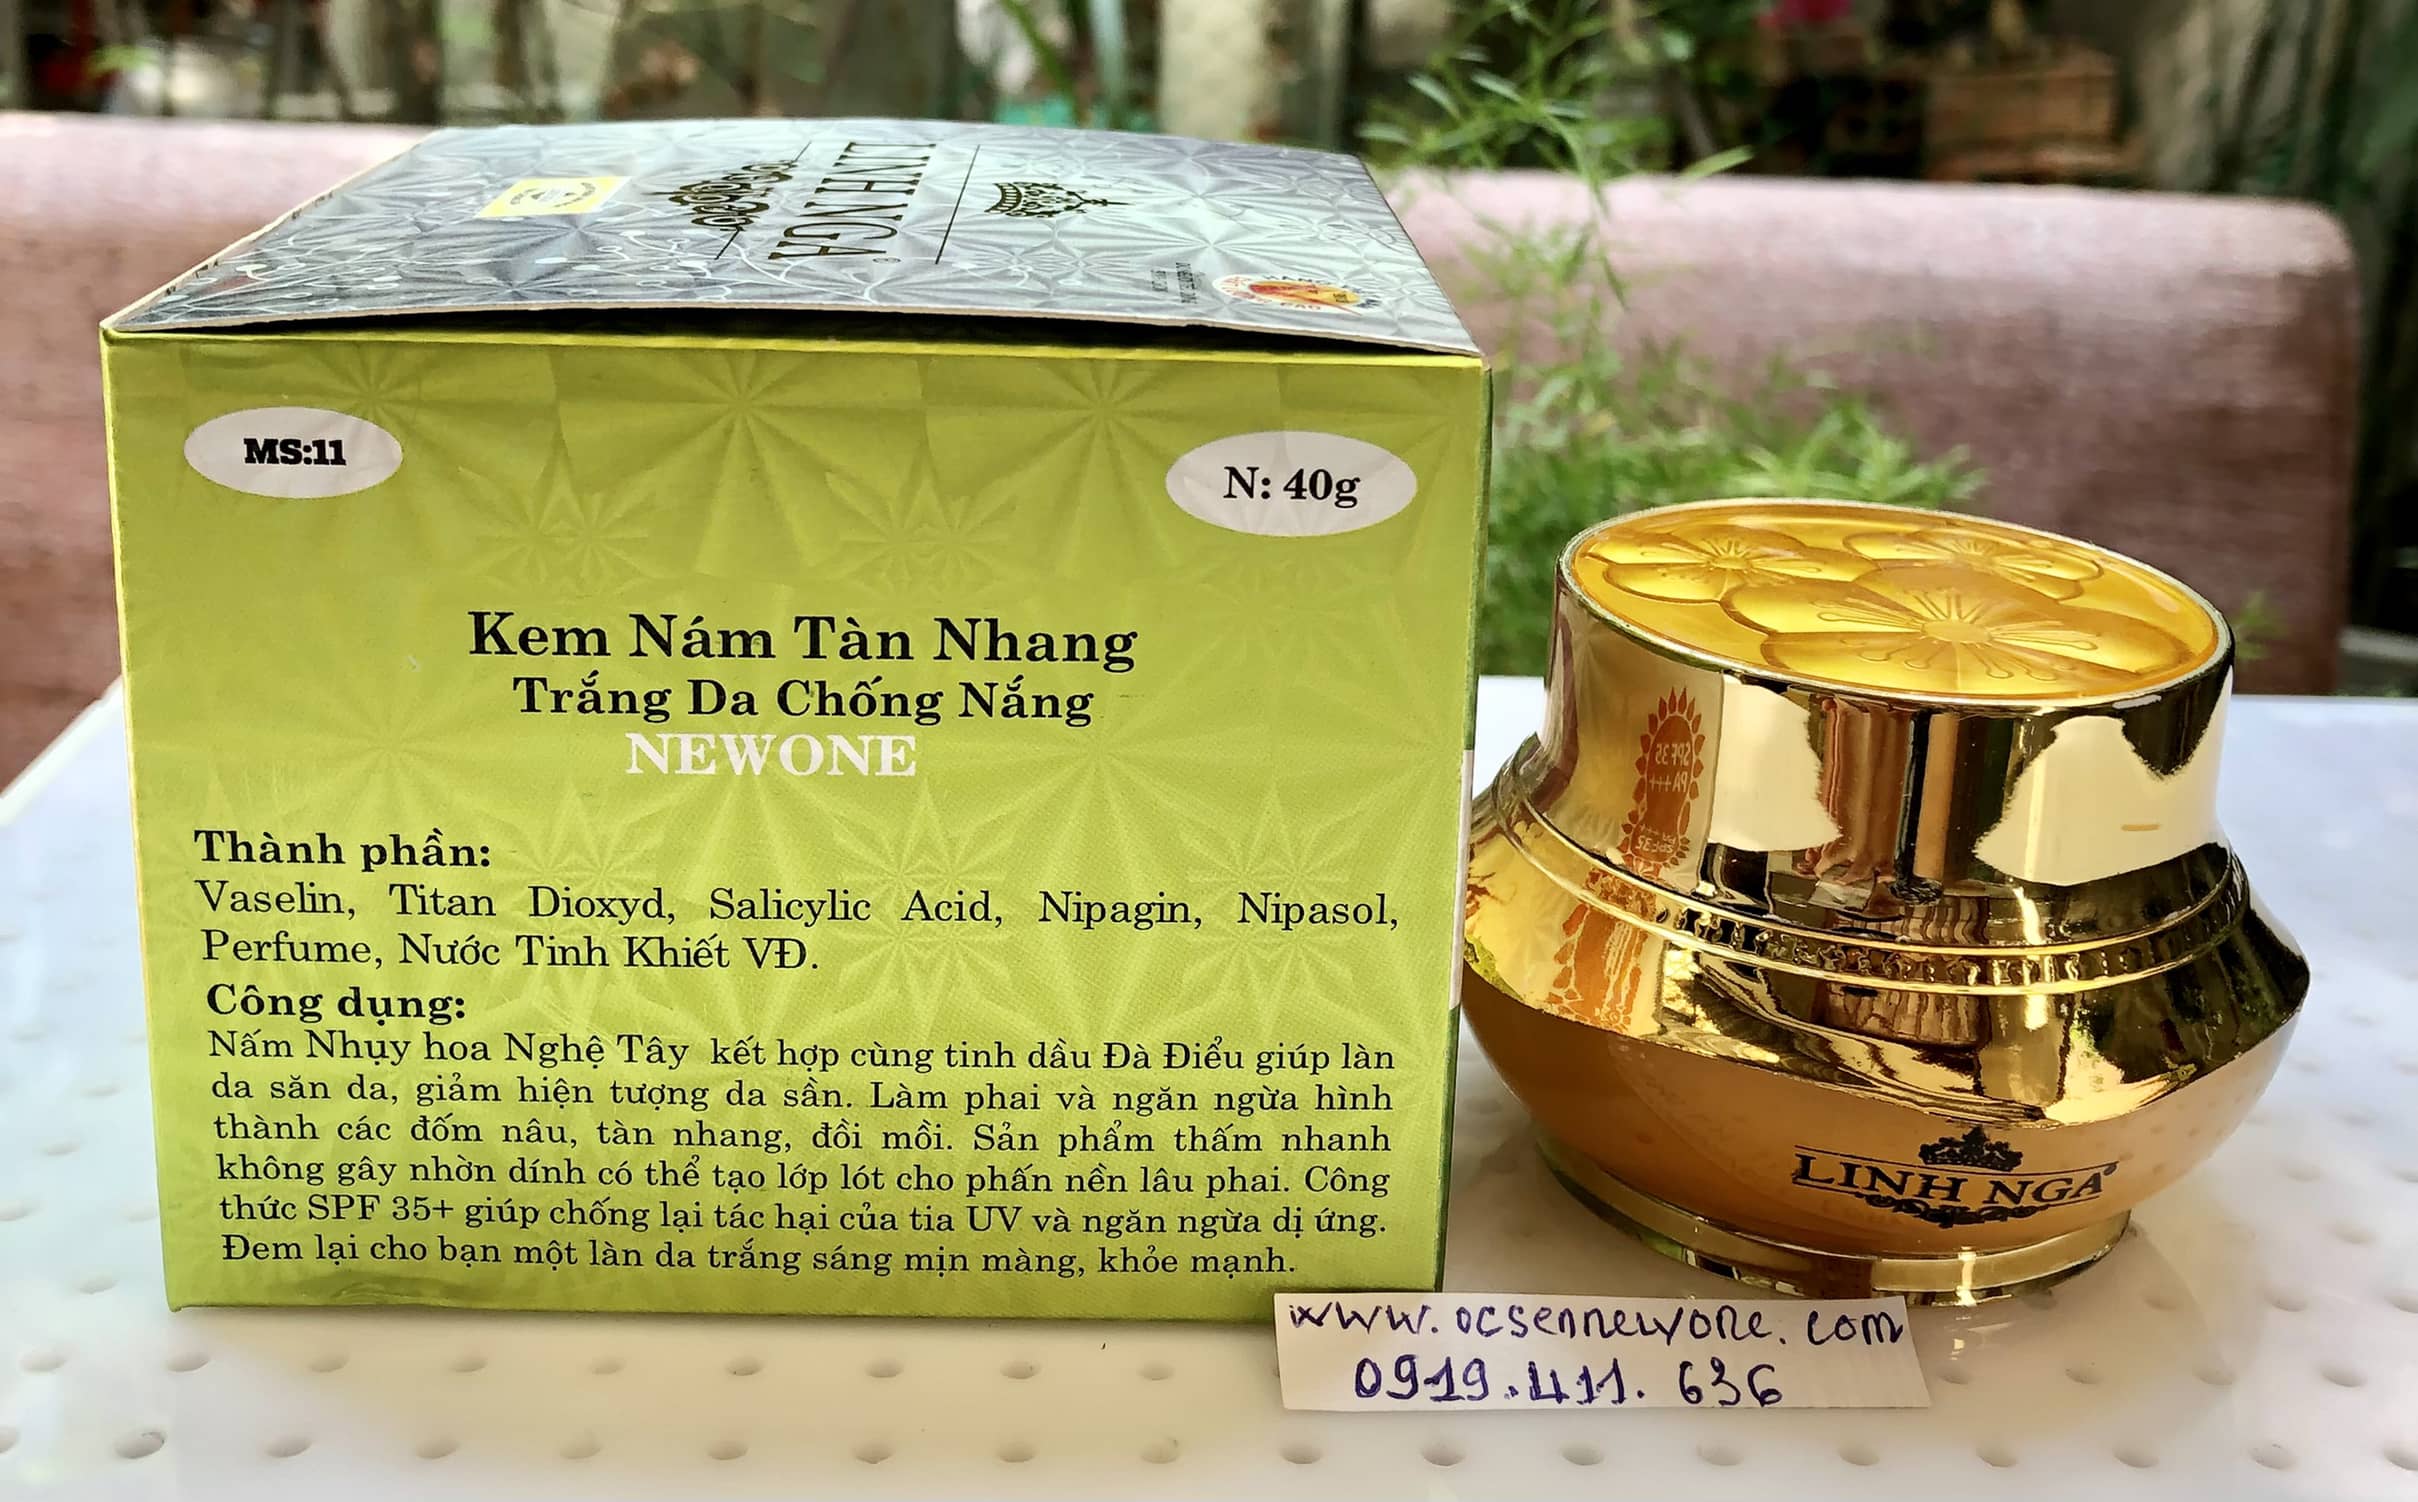 LINH NGA
MS:11
N: 40g
Kem Nám Tàn Nhang
Trắng Da Chống Nắng
NEWONE
Thành phần:
Vaselin, Titan Dioxyd, Salicylic Acid, Nipagin, Nipasol,
Perfume, Nước Tinh Khiết VĐ.
Công dụng:
Nấm Nhụy hoa Nghệ Tây kết hợp cùng tinh dầu Đà Điểu giúp làn
da săn da, giảm hiện tượng da sần. Làm phai và ngăn ngừa hình
thành các đốm nâu, tàn nhang, đồi mồi. Sản phẩm thấm nhanh
không gây nhờn dính có thể tạo lớp lót cho phấn nền lâu phai. Công
thức SPF 35+ giúp chống lại tác hại của tia UV và ngăn ngừa dị ứng.
Đem lại cho bạn một làn da trắng sáng mịn màng, khỏe mạnh.
SPF 35
PA+++
LINH NGA
www.ocsennewone.com
0919.411.636